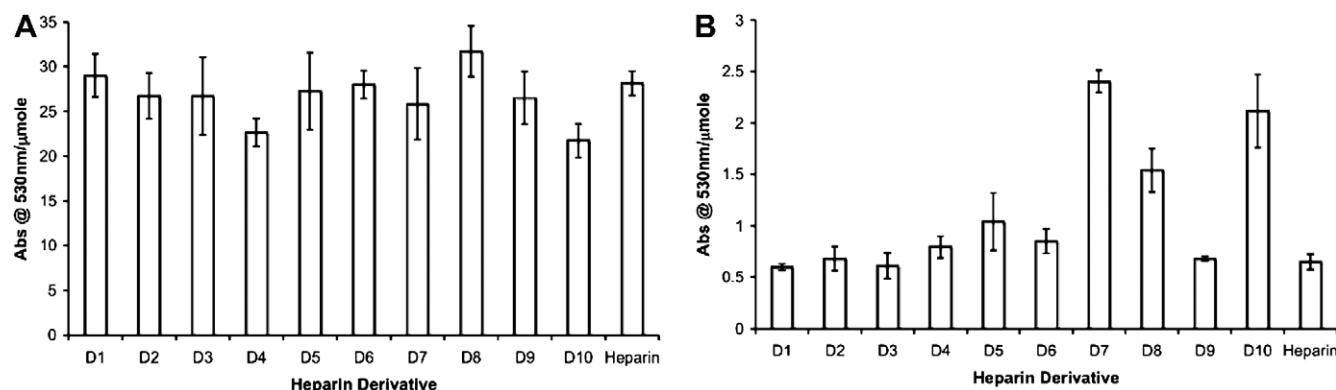 A
35
30
25
20
15
10
5
0
Abs @ 530nm/µmole
D1 D2 D3 D4 D5 D6 D7 D8 D9 D10 Heparin
Heparin Derivative
B
3
2.5
2
1.5
1
0.5
0
Abs @ 530nm/µmole
D1 D2 D3 D4 D5 D6 D7 D8 D9 D10 Heparin
Heparin Derivative